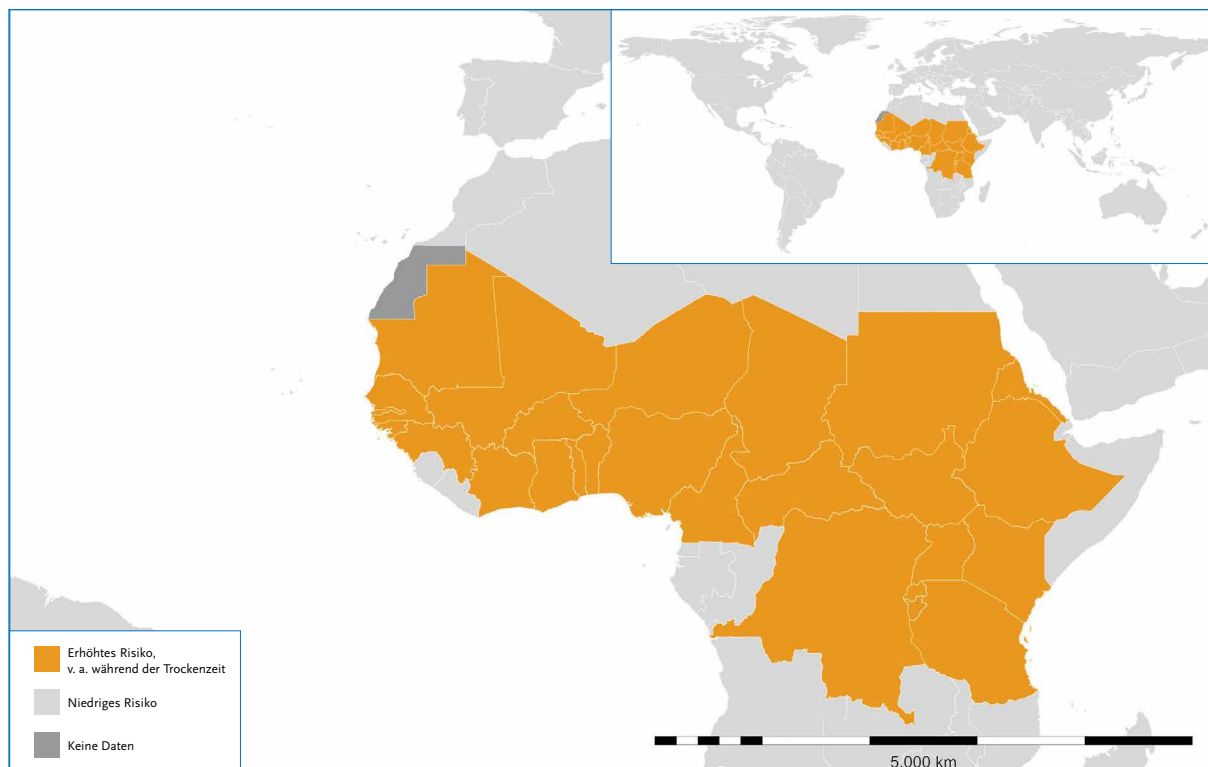 Erhöhtes Risiko,
v. a. während der Trockenzeit
Niedriges Risiko
Keine Daten
5.000 km